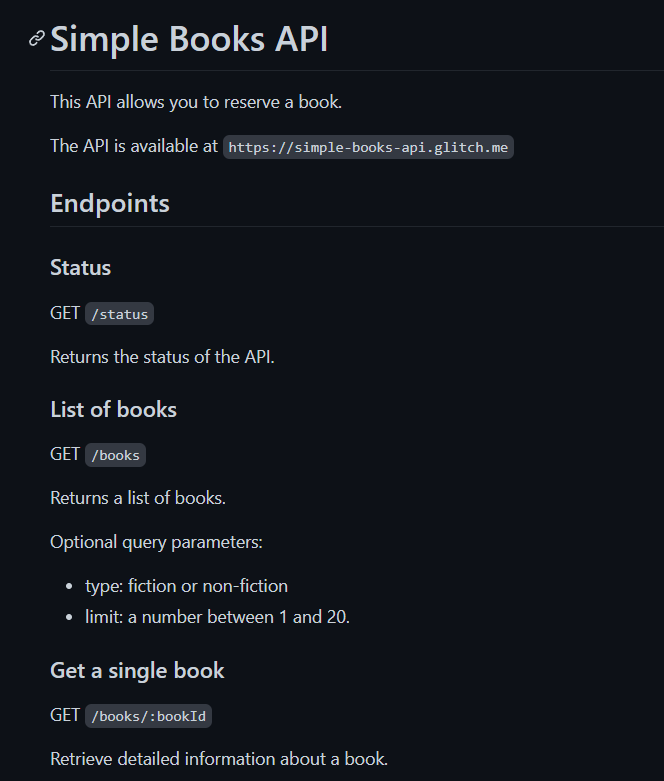 Simple Books API
This API allows you to reserve a book.
The API is available at https://simple-books-api.glitch.me
Endpoints
Status
GET /status
Returns the status of the API.
List of books
GET /books
Returns a list of books.
Optional query parameters:
• type: fiction or non-fiction
• limit: a number between 1 and 20.
Get a single book
GET /books/:bookId
Retrieve detailed information about a book.